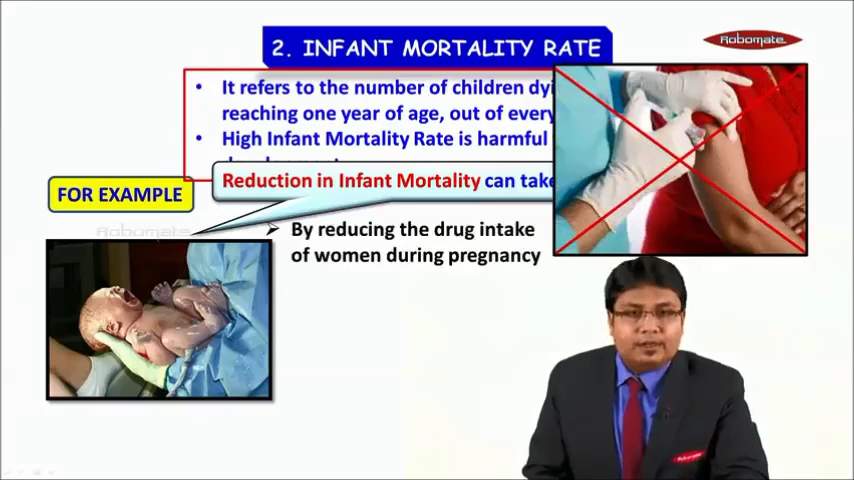 2. INFANT MORTALITY RATE
Robomate
• It refers to the number of children
reaching one year of age, out of every
• High Infant Mortality Rate is harmful
Reduction in Infant Mortality can take
FOR EXAMPLE
Robomate
➢ By reducing the drug intake
of women during pregnancy
Robomate